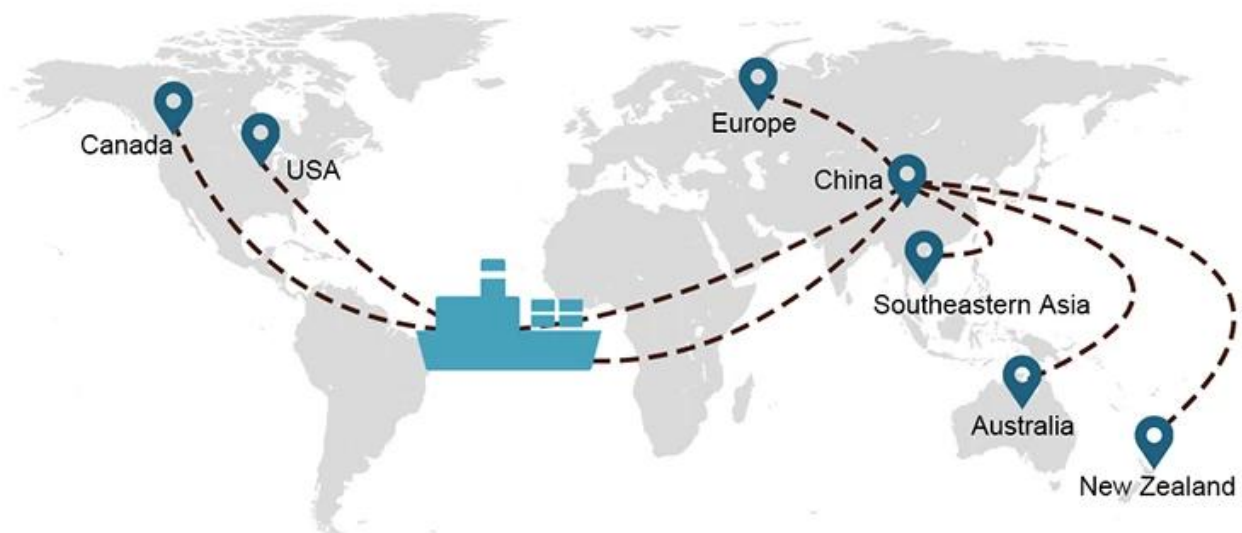 Canada
USA
Europe
China
Southeastern Asia
Australia
New Zealand